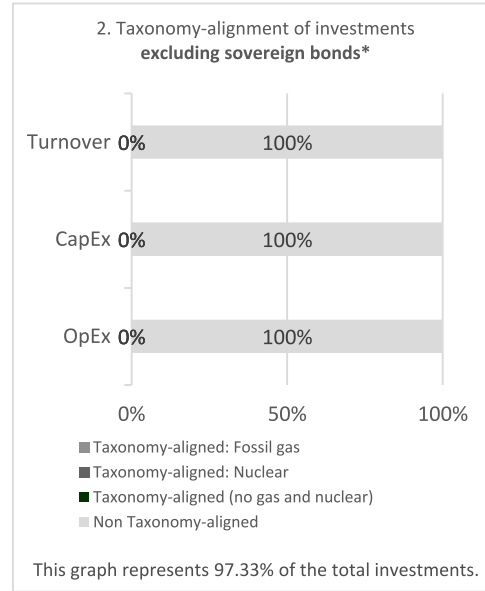 2. Taxonomy-alignment of investments
excluding sovereign bonds*
Turnover 0% 100%
CapEx 0% 100%
OpEx 0% 100%
0% 50% 100%
Taxonomy-aligned: Fossil gas
Taxonomy-aligned: Nuclear
Taxonomy-aligned (no gas and nuclear)
Non Taxonomy-aligned
This graph represents 97.33% of the total investments.